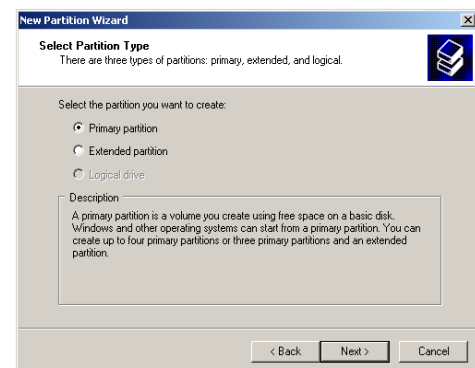 New Partition Wizard
Select Partition Type
There are three types of partitions: primary, extended, and logical.
Select the partition you want to create:
Primary partition
Extended partition
Logical drive
Description
A primary partition is a volume you create using free space on a basic disk.
Windows and other operating systems can start from a primary partition. You can
create up to four primary partitions or three primary partitions and an extended
partition.
< Back
Next >
Cancel